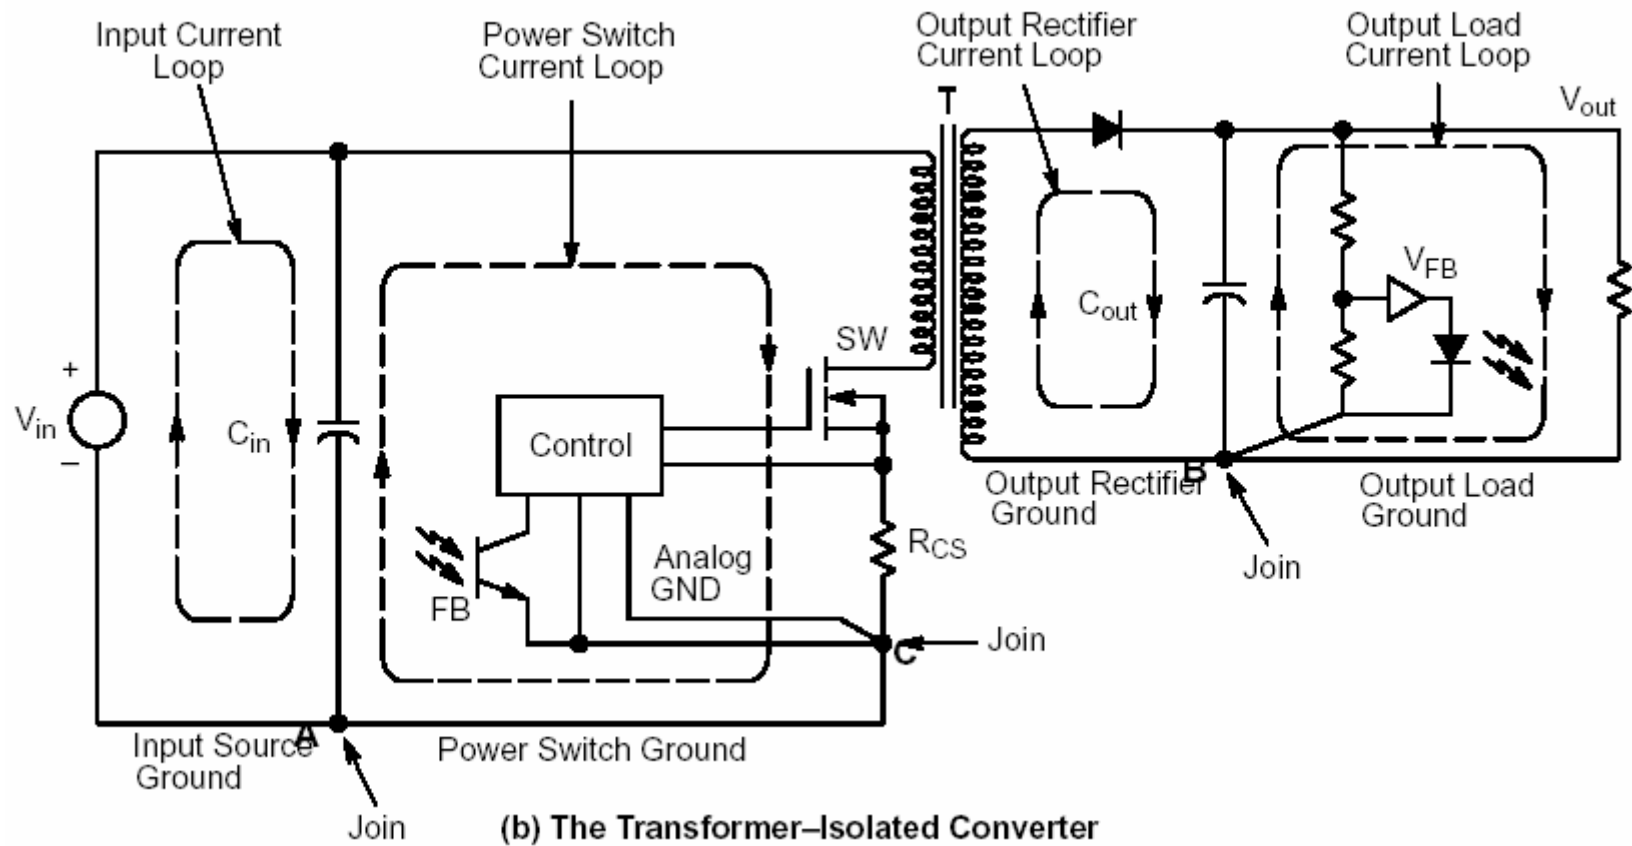 Input Current
Loop
Power Switch
Current Loop
Output Rectifier
Current Loop
Output Load
Current Loop
T
Vout
VFB
SW
Cout
+
Vin
–
Cin
Control
B
Output Rectifier
Ground
Output Load
Ground
RCS
Analog
GND
FB
Join
C
Join
A
Input Source
Ground
Power Switch Ground
Join
(b) The Transformer–Isolated Converter